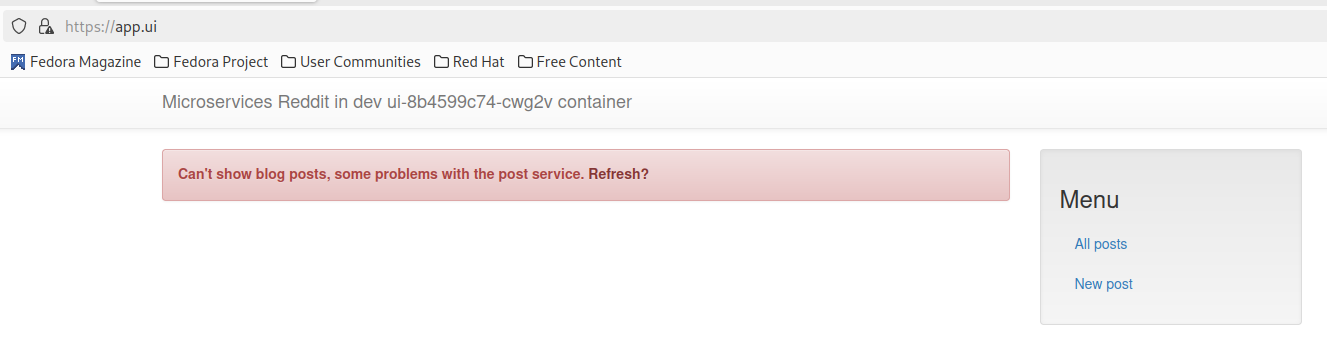 https://app.ui
FM Fedora Magazine Fedora Project User Communities Red Hat Free Content
Microservices Reddit in dev ui-8b4599c74-cwg2v container
Can't show blog posts, some problems with the post service. Refresh?
Menu
All posts
New post